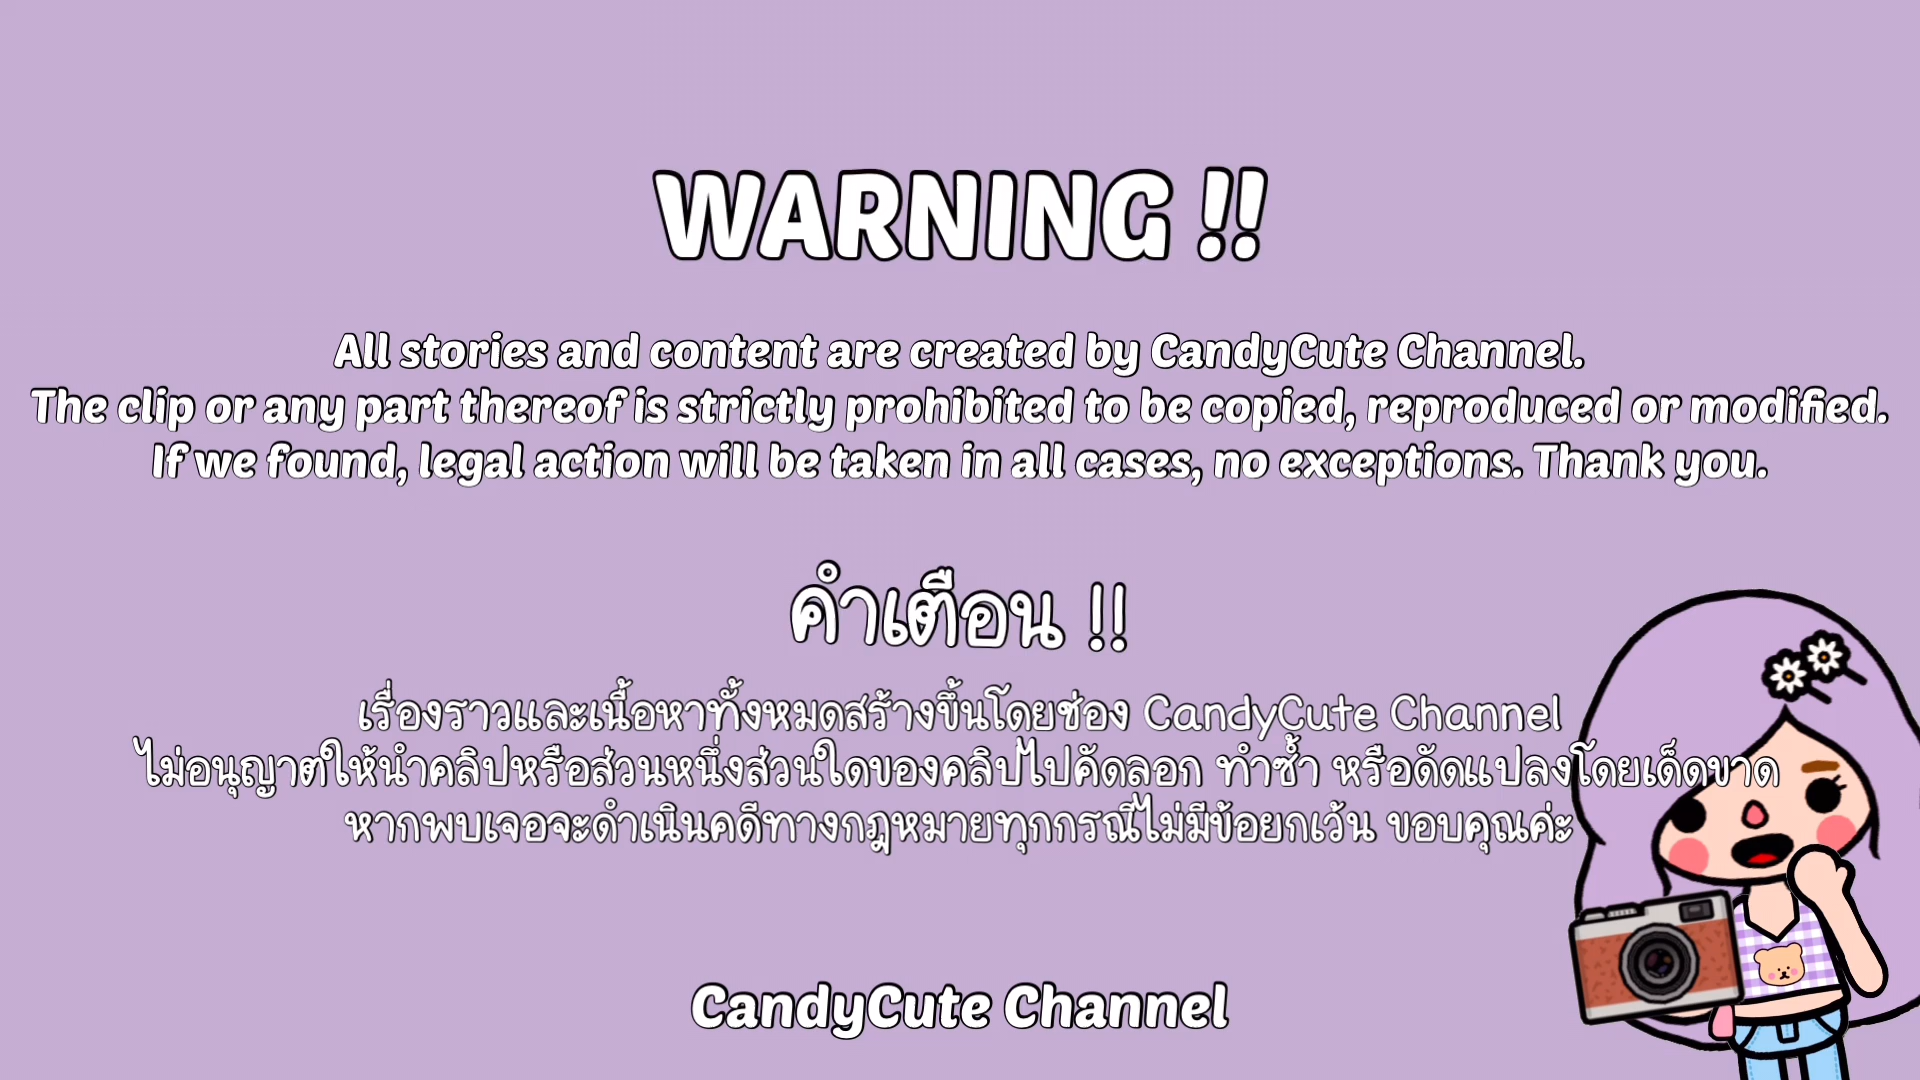 WARNING !!
All stories and content are created by CandyCute Channel.
The clip or any part thereof is strictly prohibited to be copied, reproduced or modified.
If we found, legal action will be taken in all cases, no exceptions. Thank you.
คำเตือน !!
เรื่องราวและเนื้อหาทั้งหมดสร้างขึ้นโดยช่อง CandyCute Channel
ไม่อนุญาตให้นำคลิปหรือส่วนหนึ่งส่วนใดของคลิปไปคัดลอก ทำซ้ำ หรือดัดแปลงโดยเด็ดขาด
หากพบเจอจะดำเนินคดีทางกฎหมายทุกกรณีไม่มีข้อยกเว้น ขอบคุณค่ะ
CandyCute Channel